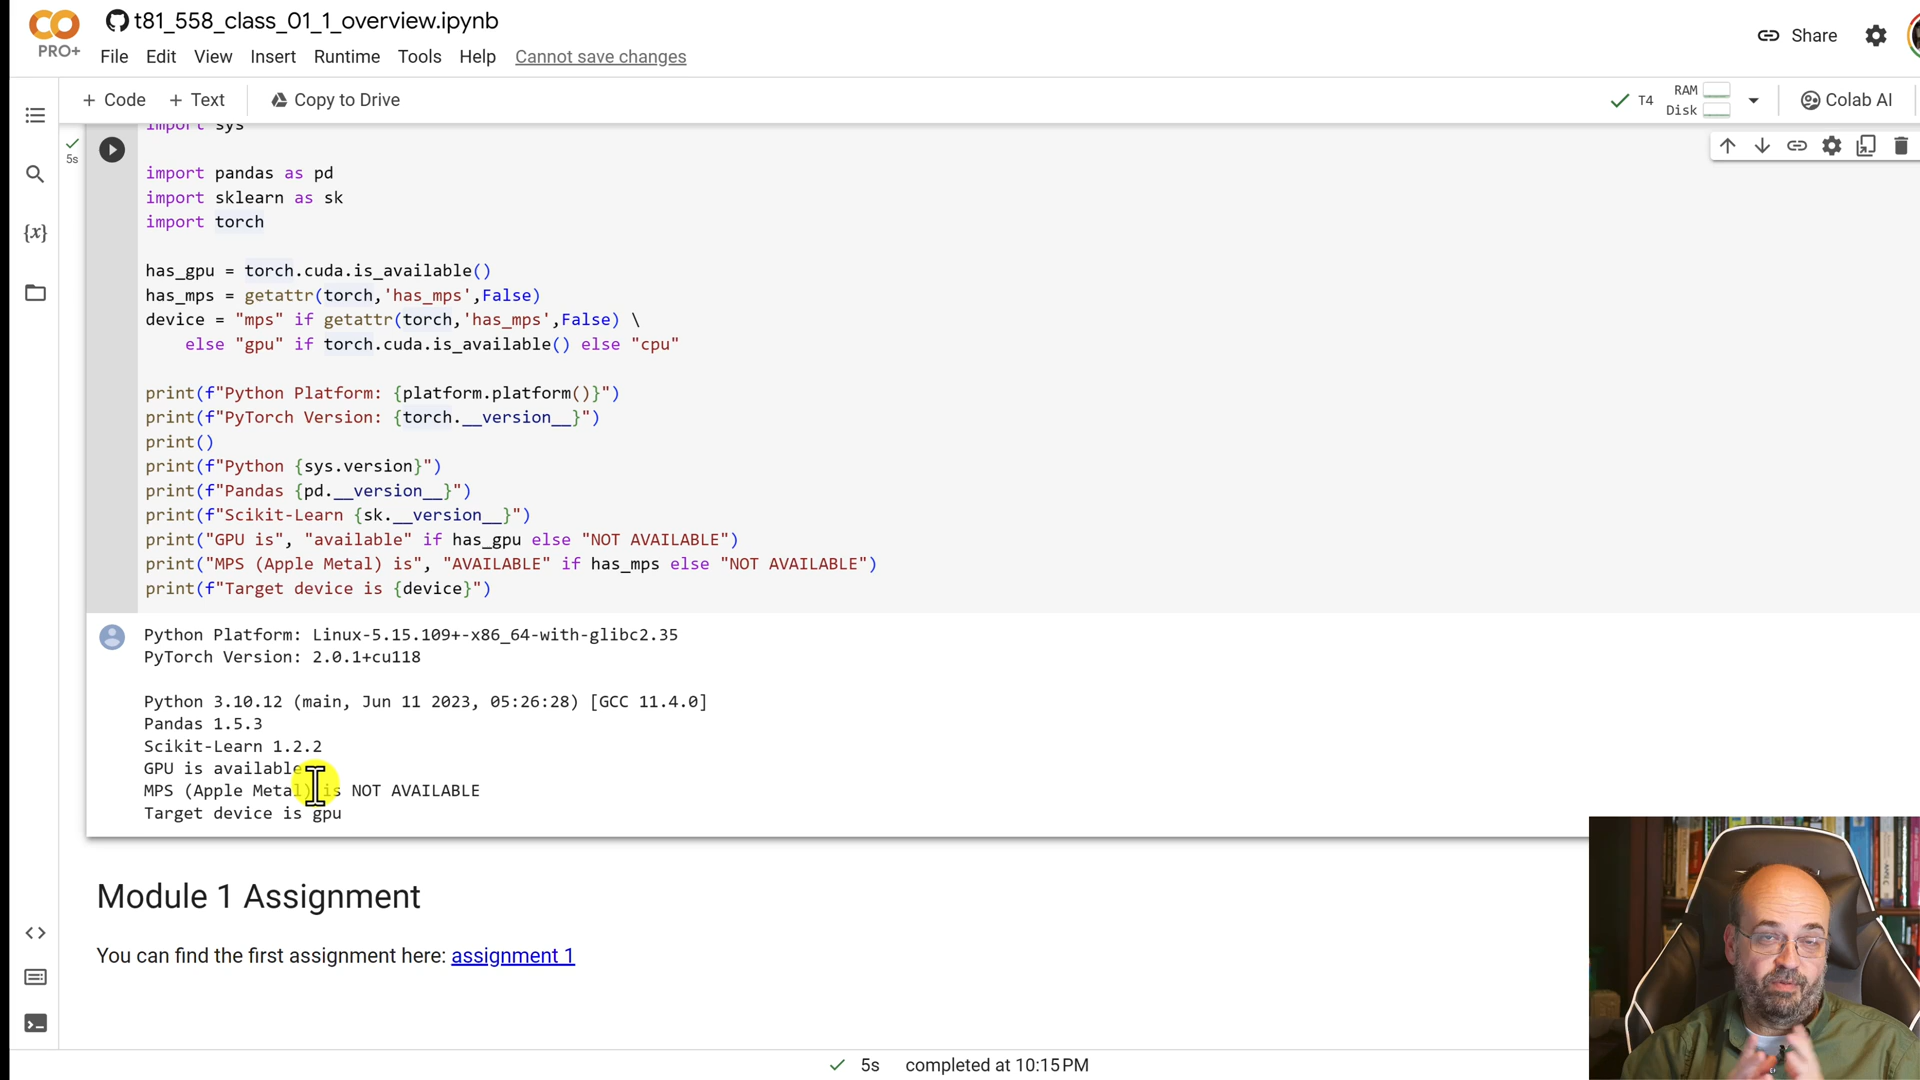 t81_558_class_01_1_overview.ipynb
PRO+
File Edit View Insert Runtime Tools Help Cannot save changes
Share
+ Code + Text Copy to Drive
T4 RAM Disk Colab AI
5s
import sys
import pandas as pd
import sklearn as sk
import torch
has_gpu = torch.cuda.is_available()
has_mps = getattr(torch,'has_mps',False)
device = "mps" if getattr(torch,'has_mps',False) \
else "gpu" if torch.cuda.is_available() else "cpu"
print(f"Python Platform: {platform.platform()}")
print(f"PyTorch Version: {torch.__version__}")
print()
print(f"Python {sys.version}")
print(f"Pandas {pd.__version__}")
print(f"Scikit-Learn {sk.__version__}")
print("GPU is", "available" if has_gpu else "NOT AVAILABLE")
print("MPS (Apple Metal) is", "AVAILABLE" if has_mps else "NOT AVAILABLE")
print(f"Target device is {device}")
Python Platform: Linux-5.15.109+-x86_64-with-glibc2.35
PyTorch Version: 2.0.1+cu118
Python 3.10.12 (main, Jun 11 2023, 05:26:28) [GCC 11.4.0]
Pandas 1.5.3
Scikit-Learn 1.2.2
GPU is available
MPS (Apple Metal) is NOT AVAILABLE
Target device is gpu
Module 1 Assignment
You can find the first assignment here: assignment 1
5s completed at 10:15 PM